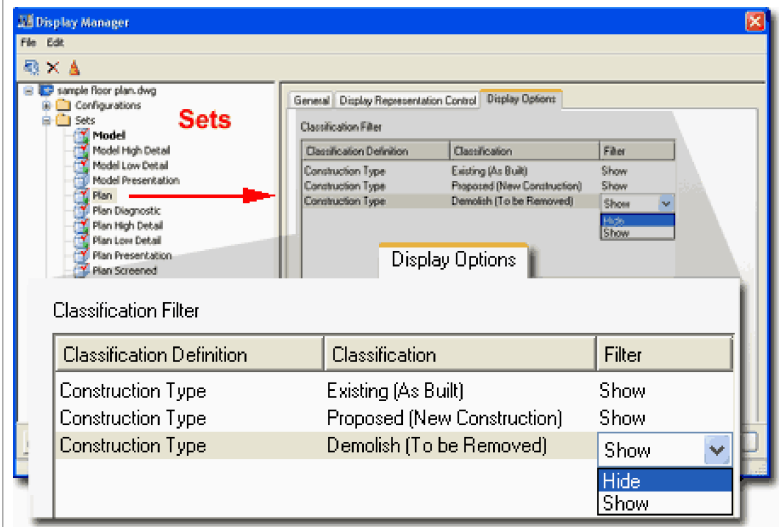 Display Manager
File Edit
sample floor plan.dwg
Configurations
Sets
Model
Model High Detail
Model Low Detail
Model Presentation
Plan
Plan Diagnostic
Plan High Detail
Plan Low Detail
Plan Presentation
Plan Screened
Sets
General Display Representation Control Display Options
Classification Filter
Classification Definition Classification Filter
Construction Type Existing (As Built) Show
Construction Type Proposed (New Construction) Show
Construction Type Demolish (To be Removed) Show
Hide
Show
Display Options
Classification Filter
Classification Definition Classification Filter
Construction Type Existing (As Built) Show
Construction Type Proposed (New Construction) Show
Construction Type Demolish (To be Removed) Show
Hide
Show